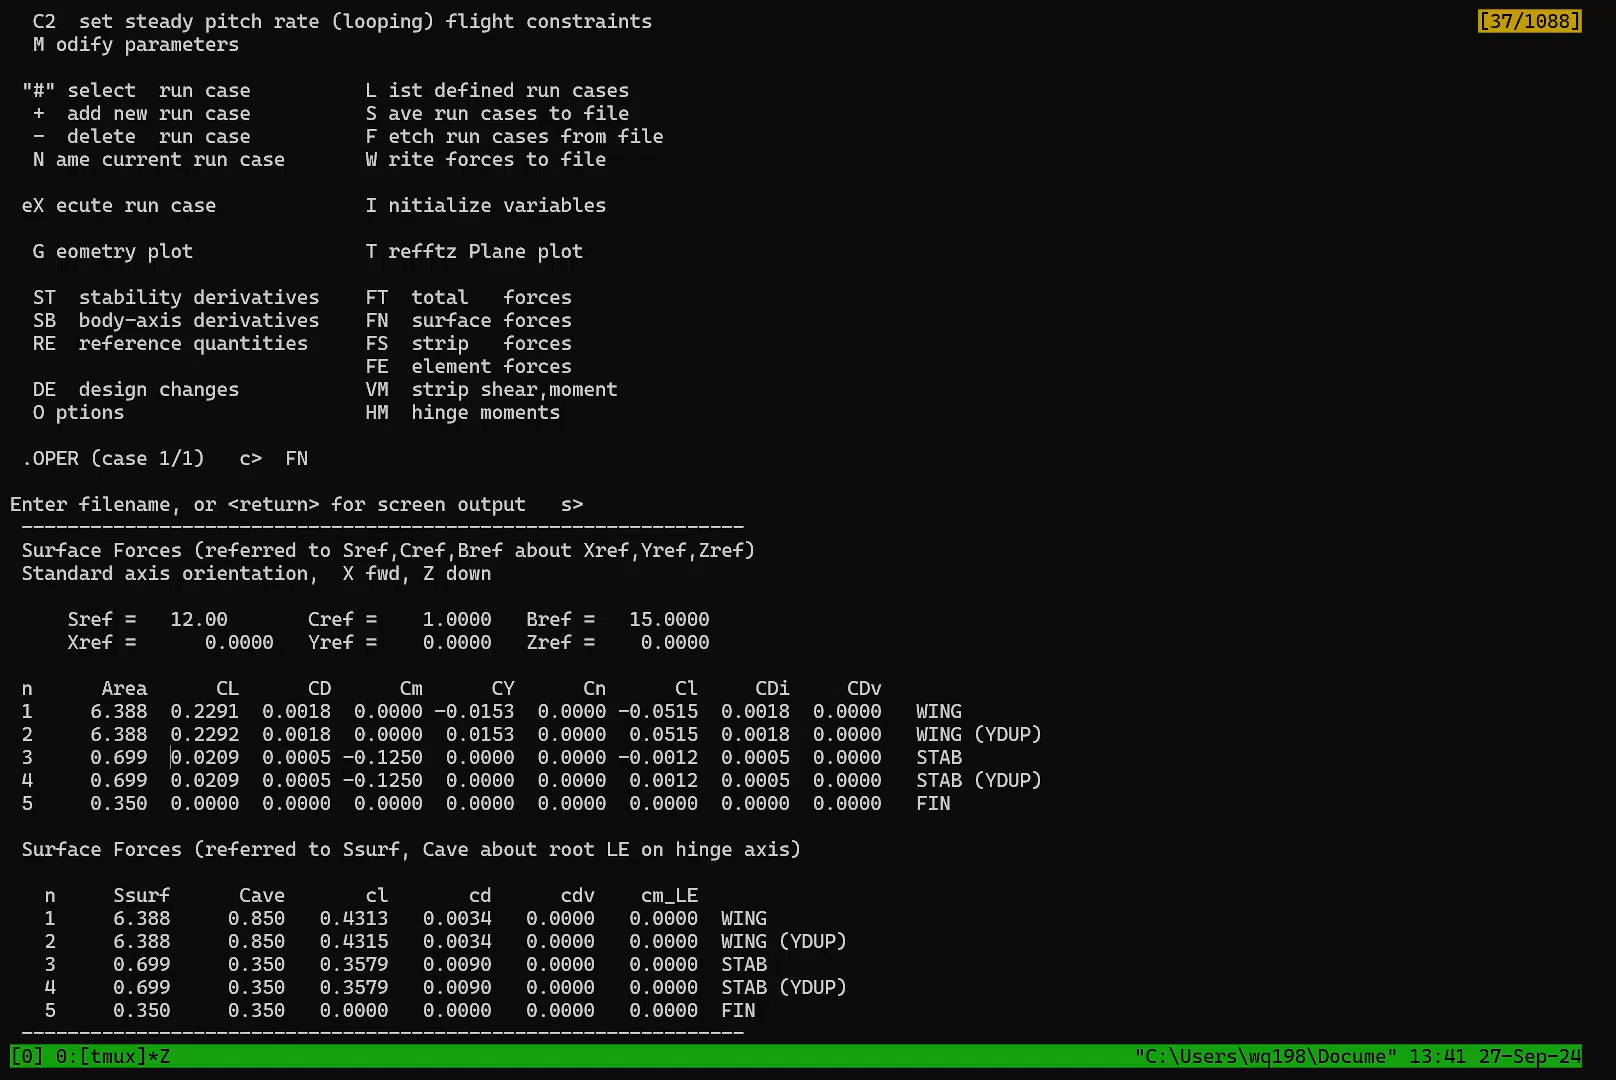 C2  set steady pitch rate (looping) flight constraints
[37/1088]
M odify parameters
"#" select  run case          L ist defined run cases
+  add new run case          S ave run cases to file
-  delete  run case          F etch run cases from file
N ame current run case       W rite forces to file
eX ecute run case             I nitialize variables
G eometry plot               T refftz Plane plot
ST  stability derivatives    FT  total   forces
SB  body-axis derivatives    FN  surface forces
RE  reference quantities     FS  strip   forces
FE  element forces
DE  design changes           VM  strip shear,moment
O ptions                     HM  hinge moments
.OPER (case 1/1)   c>  FN
Enter filename, or <return> for screen output   s>
---------------------------------------------------------------
Surface Forces (referred to Sref,Cref,Bref about Xref,Yref,Zref)
Standard axis orientation,  X fwd, Z down
Sref =   12.00       Cref =    1.0000   Bref =   15.0000
Xref =      0.0000   Yref =    0.0000   Zref =    0.0000
n      Area      CL      CD      Cm      CY      Cn      Cl     CDi     CDv
1     6.388  0.2291  0.0018  0.0000 -0.0153  0.0000 -0.0515  0.0018  0.0000   WING
2     6.388  0.2292  0.0018  0.0000  0.0153  0.0000  0.0515  0.0018  0.0000   WING (YDUP)
3     0.699  0.0209  0.0005 -0.1250  0.0000  0.0000 -0.0012  0.0005  0.0000   STAB
4     0.699  0.0209  0.0005 -0.1250  0.0000  0.0000  0.0012  0.0005  0.0000   STAB (YDUP)
5     0.350  0.0000  0.0000  0.0000  0.0000  0.0000  0.0000  0.0000  0.0000   FIN
Surface Forces (referred to Ssurf, Cave about root LE on hinge axis)
n     Ssurf      Cave       cl       cd      cdv    cm_LE
1     6.388     0.850   0.4313   0.0034   0.0000   0.0000  WING
2     6.388     0.850   0.4315   0.0034   0.0000   0.0000  WING (YDUP)
3     0.699     0.350   0.3579   0.0090   0.0000   0.0000  STAB
4     0.699     0.350   0.3579   0.0090   0.0000   0.0000  STAB (YDUP)
5     0.350     0.350   0.0000   0.0000   0.0000   0.0000  FIN
---------------------------------------------------------------
[0] 0:[tmux]*Z     "C:\Users\wq198\Docume" 13:41 27-Sep-24